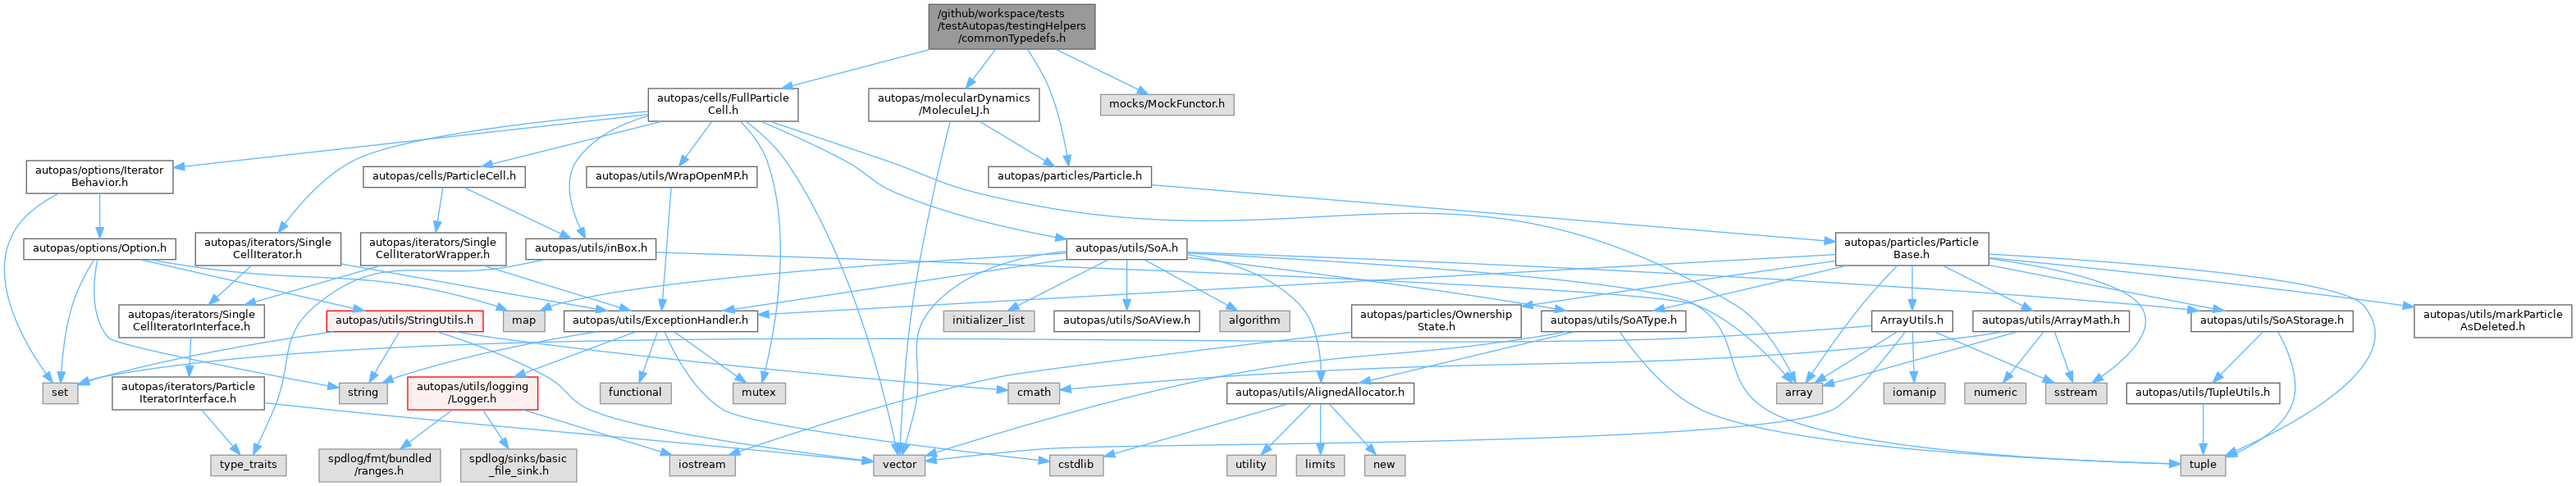 /github/workspace/tests
/testAutopas/testingHelpers
/commonTypedefs.h
autopas/cells/FullParticle
Cell.h
autopas/molecularDynamics
/MoleculeLJ.h
mocks/MockFunctor.h
autopas/options/Iterator
Behavior.h
autopas/cells/ParticleCell.h
autopas/utils/WrapOpenMP.h
autopas/particles/Particle.h
autopas/options/Option.h
autopas/iterators/Single
CellIterator.h
autopas/iterators/Single
CellIteratorWrapper.h
autopas/utils/inBox.h
autopas/utils/SoA.h
autopas/particles/Particle
Base.h
autopas/iterators/Single
CellIteratorInterface.h
autopas/utils/StringUtils.h
map
autopas/utils/ExceptionHandler.h
initializer_list
autopas/utils/SoAView.h
algorithm
autopas/particles/Ownership
State.h
autopas/utils/SoAType.h
ArrayUtils.h
autopas/utils/ArrayMath.h
autopas/utils/SoAStorage.h
autopas/utils/markParticle
AsDeleted.h
set
autopas/iterators/Particle
IteratorInterface.h
string
autopas/utils/logging
/Logger.h
functional
mutex
cmath
autopas/utils/AlignedAllocator.h
array
iomanip
numeric
sstream
autopas/utils/TupleUtils.h
type_traits
spdlog/fmt/bundled
/ranges.h
spdlog/sinks/basic
_file_sink.h
iostream
vector
cstdlib
utility
limits
new
tuple